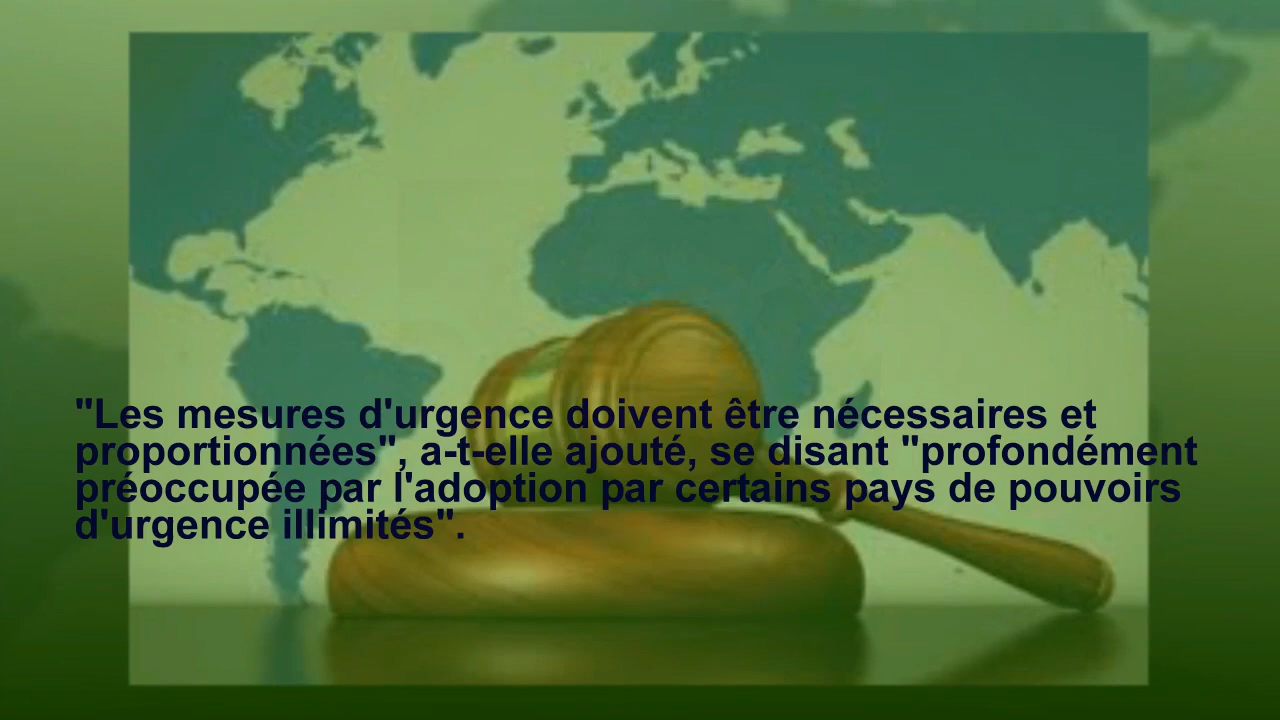 "Les mesures d'urgence doivent être nécessaires et
proportionnées", a-t-elle ajouté, se disant "profondément
préoccupée par l'adoption par certains pays de pouvoirs
d'urgence illimités".